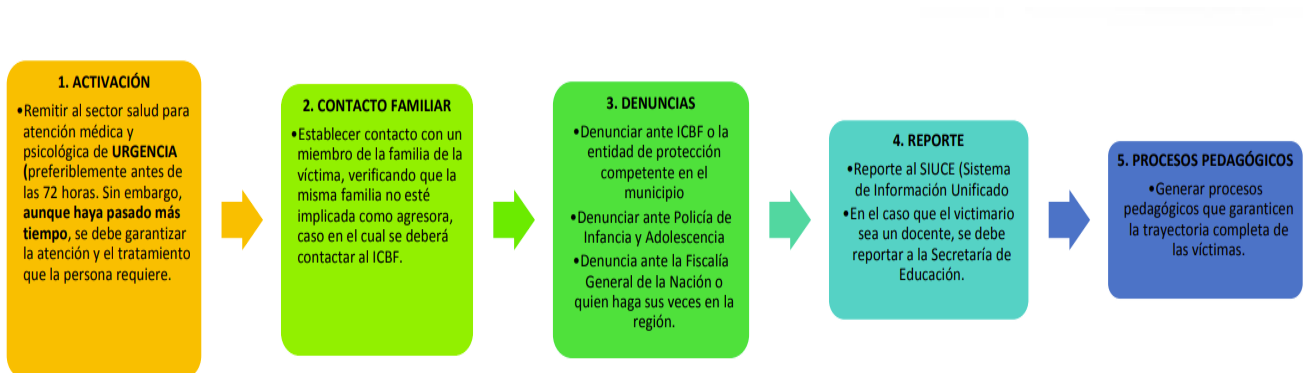 1. ACTIVACIÓN
•Remitir al sector salud para
atención médica y
psicológica de URGENCIA
(preferiblemente antes de
las 72 horas. Sin embargo,
aunque haya pasado más
tiempo, se debe garantizar
la atención y el tratamiento
que la persona requiere.
2. CONTACTO FAMILIAR
•Establecer contacto con un
miembro de la familia de la
víctima, verificando que la
misma familia no esté
implicada como agresora,
caso en el cual se deberá
contactar al ICBF.
3. DENUNCIAS
•Denunciar ante ICBF o la
entidad de protección
competente en el
municipio
•Denunciar ante Policía de
Infancia y Adolescencia
•Denuncia ante la Fiscalía
General de la Nación o
quien haga sus veces en la
región.
4. REPORTE
•Reporte al SIUCE (Sistema
de Información Unificado
•En el caso que el victimario
sea un docente, se debe
reportar a la Secretaría de
Educación.
5. PROCESOS PEDAGÓGICOS
•Generar procesos
pedagógicos que garanticen
la trayectoria completa de
las víctimas.